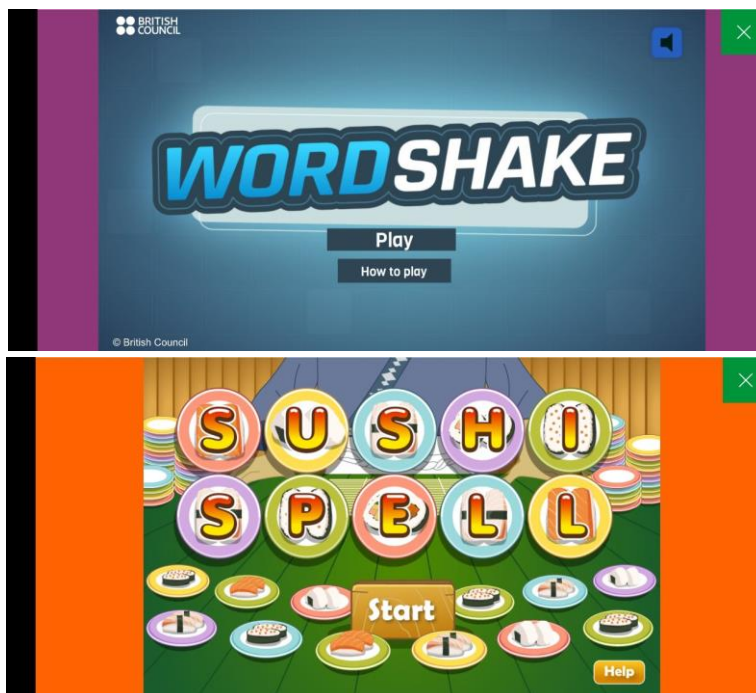 BRITISH
COUNCIL
WORDSHAKE
Play
How to play
© British Council
SUSHI
SPELL
Start
Help